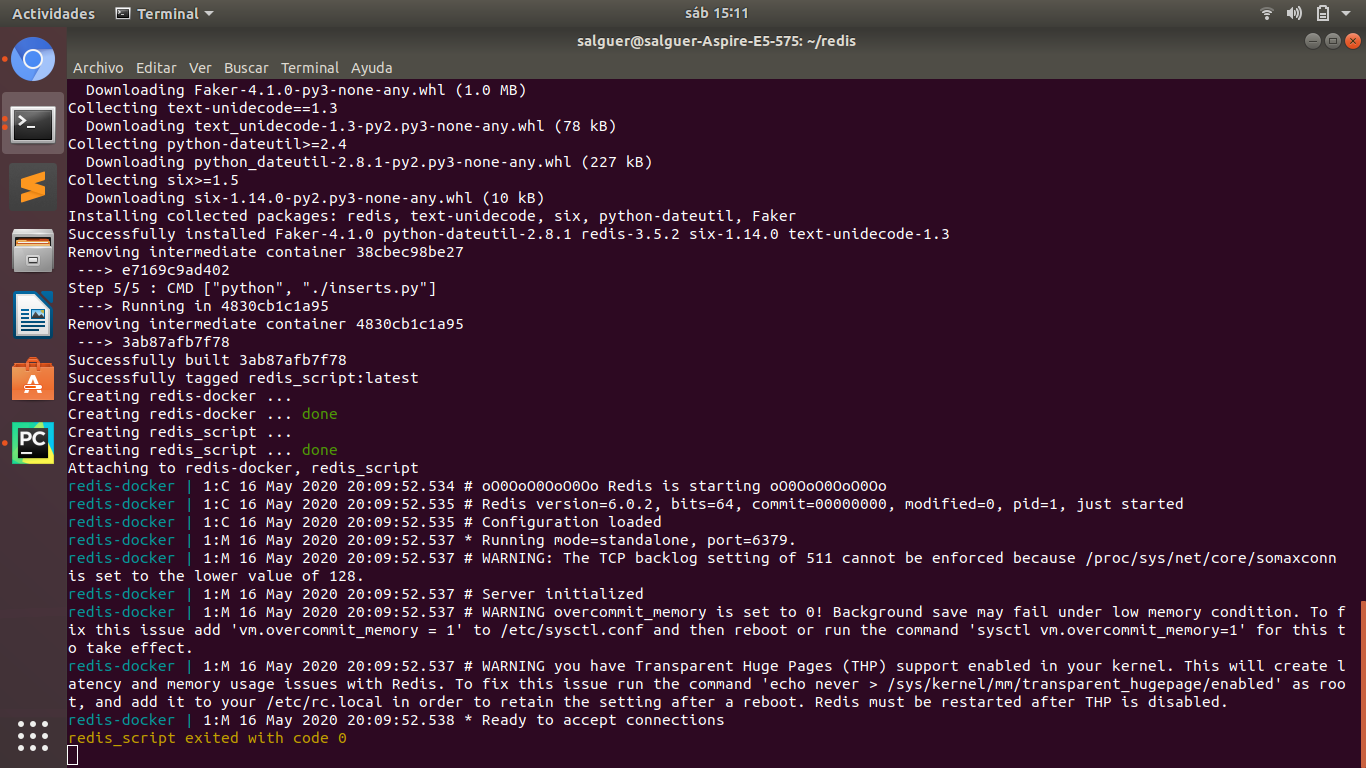 Actividades
Terminal
sáb 15:11
salguer@salguer-Aspire-E5-575: ~/redis
Archivo Editar Ver Buscar Terminal Ayuda
Downloading Faker-4.1.0-py3-none-any.whl (1.0 MB)
Collecting text-unidecode==1.3
Downloading text_unidecode-1.3-py2.py3-none-any.whl (78 kB)
Collecting python-dateutil>=2.4
Downloading python_dateutil-2.8.1-py2.py3-none-any.whl (227 kB)
Collecting six>=1.5
Downloading six-1.14.0-py2.py3-none-any.whl (10 kB)
Installing collected packages: redis, text-unidecode, six, python-dateutil, Faker
Successfully installed Faker-4.1.0 python-dateutil-2.8.1 redis-3.5.2 six-1.14.0 text-unidecode-1.3
Removing intermediate container 38cbec98be27
---> e7169c9ad402
Step 5/5 : CMD ["python", "./inserts.py"]
---> Running in 4830cb1c1a95
Removing intermediate container 4830cb1c1a95
---> 3ab87afb7f78
Successfully built 3ab87afb7f78
Successfully tagged redis_script:latest
Creating redis-docker ...
Creating redis-docker ... done
Creating redis_script ...
Creating redis_script ... done
Attaching to redis-docker, redis_script
redis-docker | 1:C 16 May 2020 20:09:52.534 # oO0OoO0OoO0Oo Redis is starting oO0OoO0OoO0Oo
redis-docker | 1:C 16 May 2020 20:09:52.535 # Redis version=6.0.2, bits=64, commit=00000000, modified=0, pid=1, just started
redis-docker | 1:C 16 May 2020 20:09:52.535 # Configuration loaded
redis-docker | 1:M 16 May 2020 20:09:52.537 * Running mode=standalone, port=6379.
redis-docker | 1:M 16 May 2020 20:09:52.537 # WARNING: The TCP backlog setting of 511 cannot be enforced because /proc/sys/net/core/somaxconn
is set to the lower value of 128.
redis-docker | 1:M 16 May 2020 20:09:52.537 # Server initialized
redis-docker | 1:M 16 May 2020 20:09:52.537 # WARNING overcommit_memory is set to 0! Background save may fail under low memory condition. To f
ix this issue add 'vm.overcommit_memory = 1' to /etc/sysctl.conf and then reboot or run the command 'sysctl vm.overcommit_memory=1' for this t
o take effect.
redis-docker | 1:M 16 May 2020 20:09:52.537 # WARNING you have Transparent Huge Pages (THP) support enabled in your kernel. This will create l
atency and memory usage issues with Redis. To fix this issue run the command 'echo never > /sys/kernel/mm/transparent_hugepage/enabled' as roo
t, and add it to your /etc/rc.local in order to retain the setting after a reboot. Redis must be restarted after THP is disabled.
redis-docker | 1:M 16 May 2020 20:09:52.538 * Ready to accept connections
redis_script exited with code 0
PC